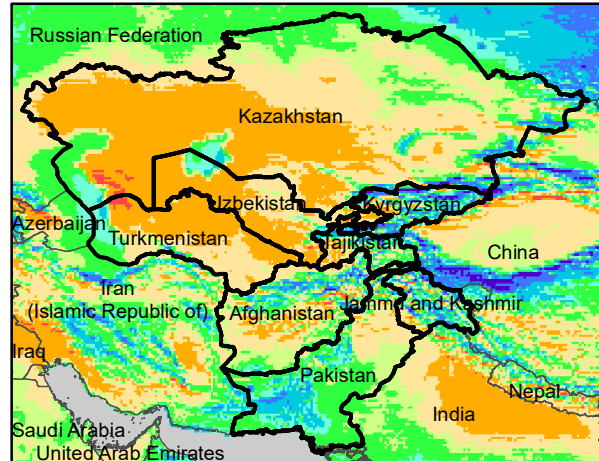 Russian Federation
Kazakhstan
Uzbekistan
Kyrgyzstan
Azerbaijan
Turkmenistan
Tajikistan
China
Iran
(Islamic Republic of)
Afghanistan
Jammu and Kashmir
Iraq
Pakistan
Nepal
India
Saudi Arabia
United Arab Emirates